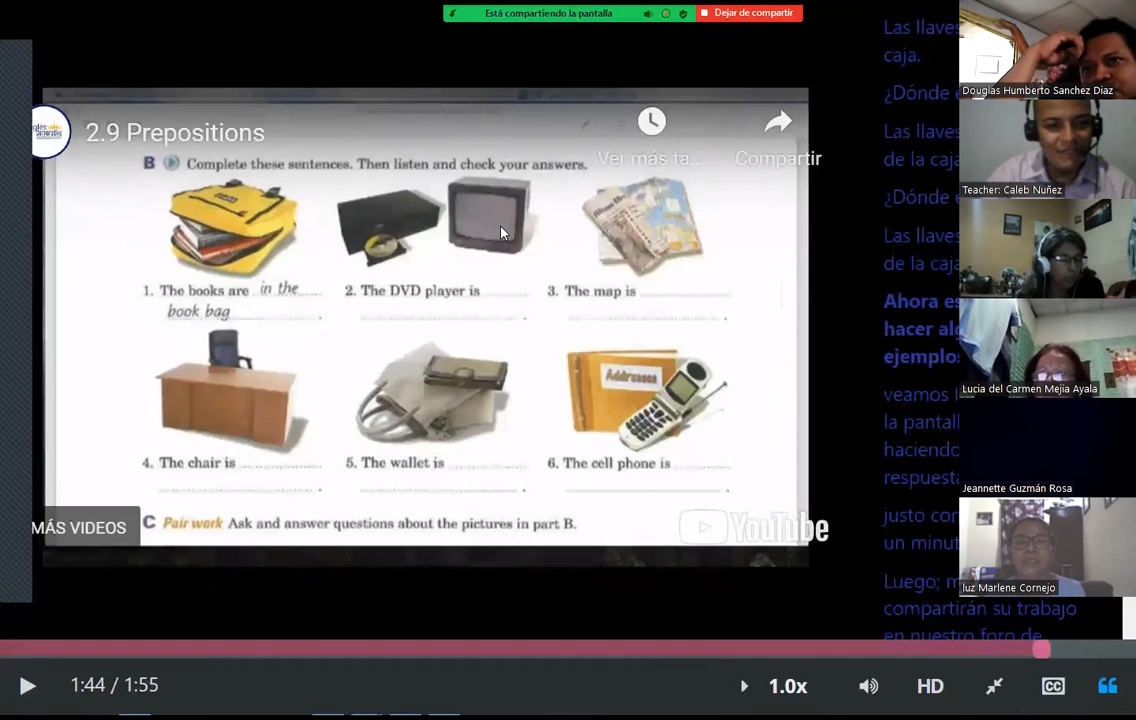 Está compartiendo la pantalla
Dejar de compartir
2.9 Prepositions
Ver más ta...
Compartir
B Complete these sentences. Then listen and check your answers.
1. The books are in the
book bag.
2. The DVD player is
3. The map is
Addresses
4. The chair is
5. The wallet is
6. The cell phone is
MÁS VIDEOS
C Pair work Ask and answer questions about the pictures in part B.
YouTube
1:44 / 1:55
1.0x
HD
CC
Las llaves
caja.
¿Dónde e
Las llaves
de la caja
¿Dónde
Las llaves
de la caja
Ahora es
hacer al
ejemplos
veamos l
la pantal
haciendo
respuesta
justo con
un minut
Luego; m
compartirán su trabajo
en nuestro foro de
Douglas Humberto Sanchez Diaz
Teacher: Caleb Nuñez
Lucia del Carmen Mejia Ayala
Jeannette Guzmán Rosa
luz Marlene Cornejo